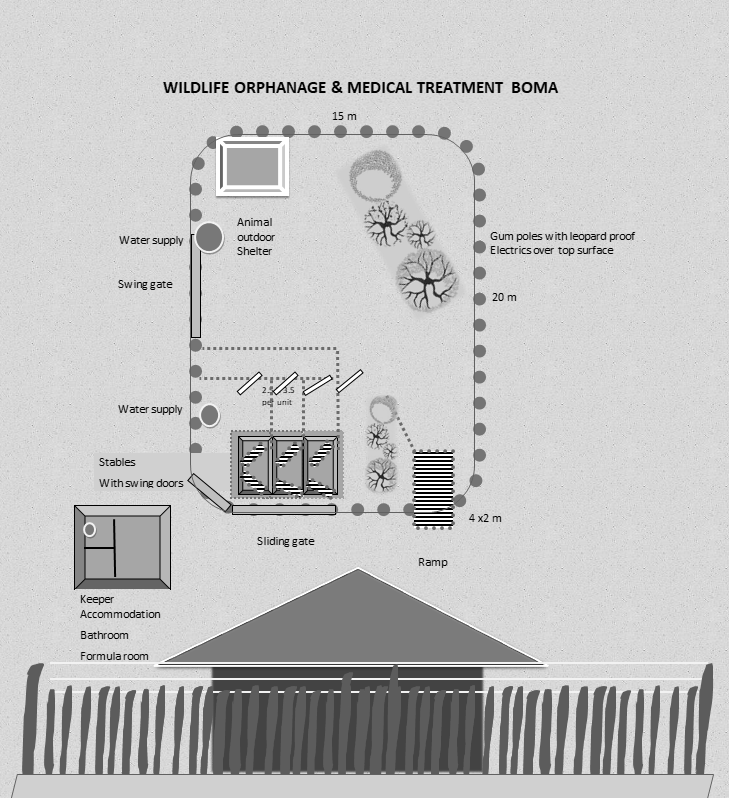 WILDLIFE ORPHANAGE & MEDICAL TREATMENT BOMA
15 m
Animal
outdoor
Shelter
Water supply
Swing gate
Gum poles with leopard proof
Electrics over top surface
20 m
3.5
per unit
Water supply
Stables
With swing doors
Sliding gate
4 x2 m
Ramp
Keeper
Accommodation
Bathroom
Formula room